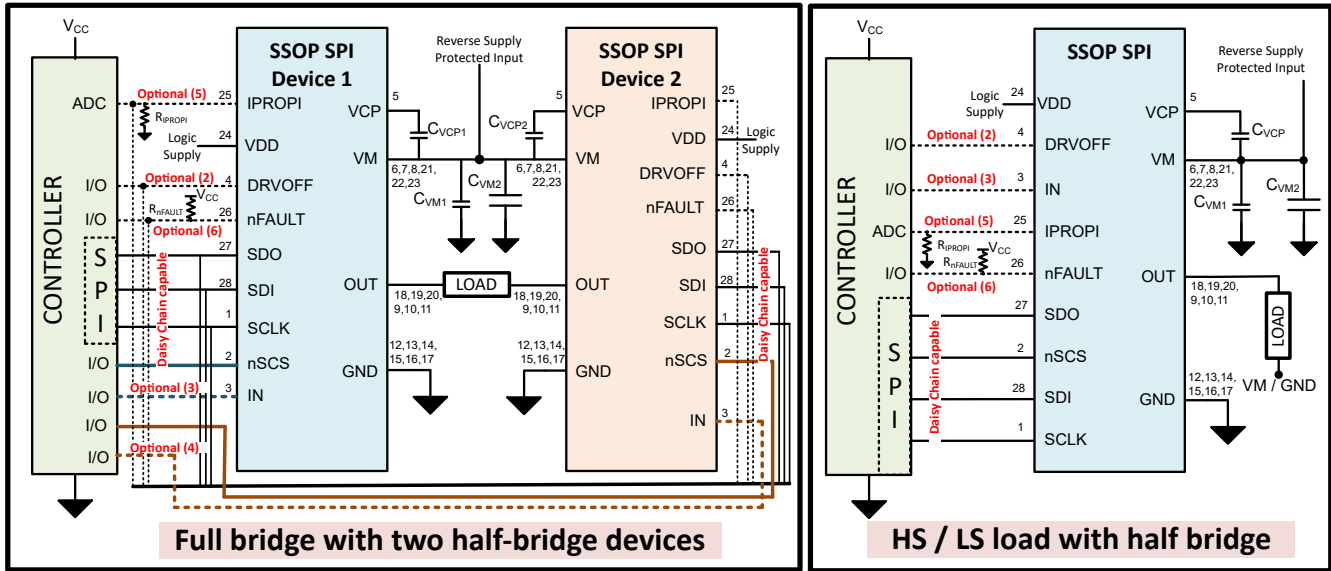 VCC
CONTROLLER
ADC
I/O
I/O
S
P
I
I/O
I/O
I/O
I/O
Optional (5)
25
RIPROPI
Logic
Supply
24
Optional (2)
4
VCC
RnFAULT
26
Optional (6)
27
28
1
2
Optional (3)
3
Optional (4)
Daisy Chain capable
SSOP SPI
Device 1
IPROPI
VDD
DRVOFF
nFAULT
SDO
SDI
SCLK
nSCS
IN
VCP
VM
OUT
GND
5
CVCP1
6,7,8,21,
22,23
Reverse Supply
Protected Input
CVM1
CVM2
CVCP2
5
6,7,8,21,
22,23
18,19,20,
9,10,11
LOAD
18,19,20,
9,10,11
12,13,14,
15,16,17
12,13,14,
15,16,17
SSOP SPI
Device 2
VCP
VM
OUT
GND
IPROPI
VDD
DRVOFF
nFAULT
SDO
SDI
SCLK
nSCS
IN
25
24
Logic
Supply
4
26
27
28
1
2
3
Daisy Chain capable
Full bridge with two half-bridge devices
VCC
CONTROLLER
I/O
I/O
ADC
I/O
S
P
I
Logic
Supply
24
Optional (2)
4
Optional (3)
3
Optional (5)
25
RIPROPI
VCC
RnFAULT
26
Optional (6)
27
2
28
1
Daisy Chain capable
SSOP SPI
VDD
DRVOFF
IN
IPROPI
nFAULT
SDO
nSCS
SDI
SCLK
VCP
VM
OUT
GND
Reverse Supply
Protected Input
5
CVCP
6,7,8,21,
22,23
CVM1
CVM2
18,19,20,
9,10,11
LOAD
VM / GND
12,13,14,
15,16,17
HS / LS load with half bridge